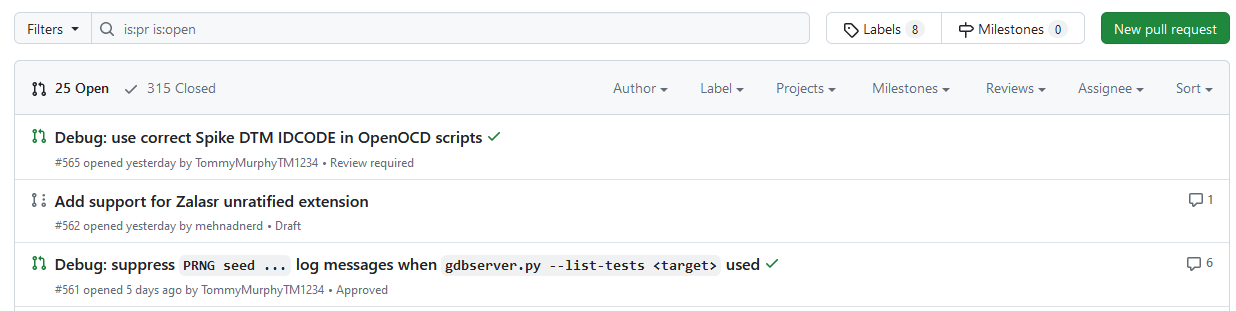 Filters is:pr is:open Labels 8 Milestones 0 New pull request
25 Open 315 Closed Author Label Projects Milestones Reviews Assignee Sort
Debug: use correct Spike DTM IDCODE in OpenOCD scripts
#565 opened yesterday by TommyMurphyTM1234 • Review required
Add support for Zalasr unratified extension 1
#562 opened yesterday by mehnadnerd • Draft
Debug: suppress PRNG seed ... log messages when gdbserver.py --list-tests <target> used 6
#561 opened 5 days ago by TommyMurphyTM1234 • Approved